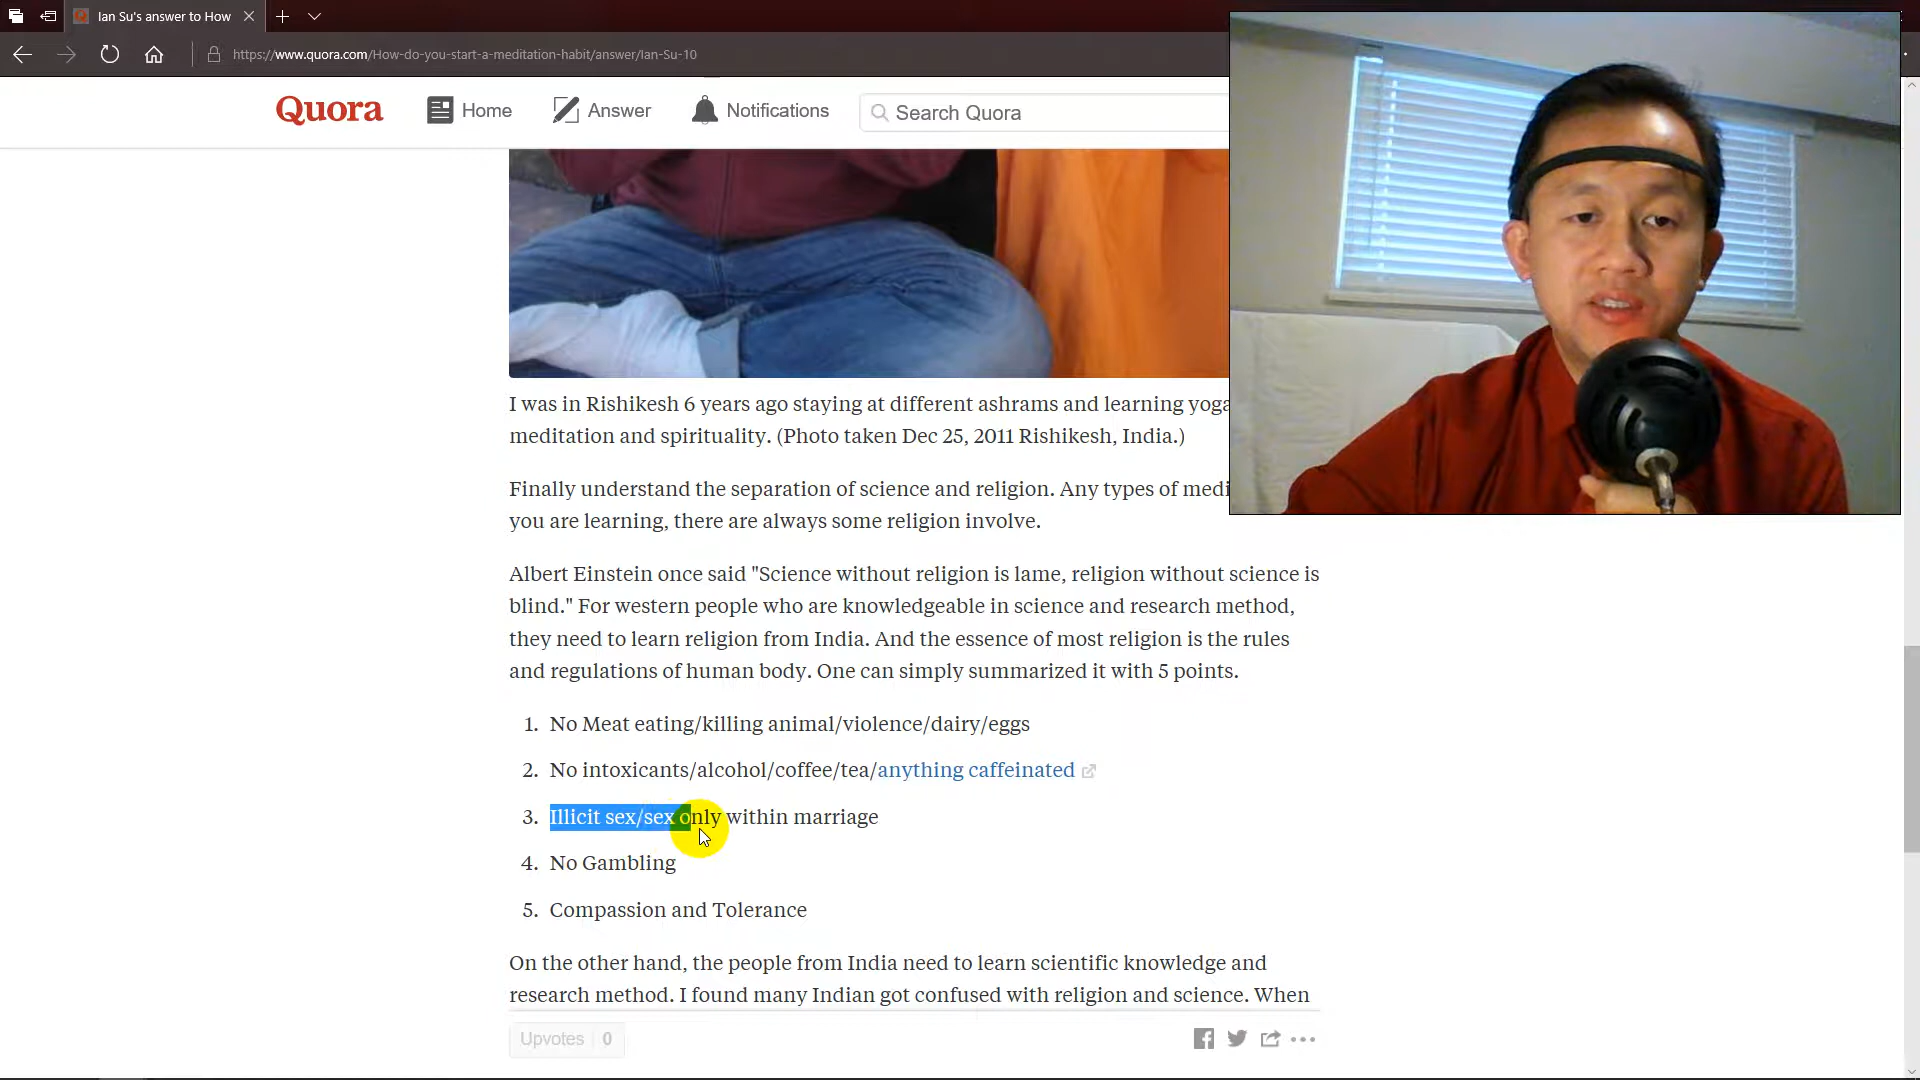 Ian Su's answer to How
https://www.quora.com/How-do-you-start-a-meditation-habit/answer/Ian-Su-10
Quora
Home
Answer
Notifications
Search Quora
I was in Rishikesh 6 years ago staying at different ashrams and learning yoga
meditation and spirituality. (Photo taken Dec 25, 2011 Rishikesh, India.)
Finally understand the separation of science and religion. Any types of medi
you are learning, there are always some religion involve.
Albert Einstein once said "Science without religion is lame, religion without science is
blind." For western people who are knowledgeable in science and research method,
they need to learn religion from India. And the essence of most religion is the rules
and regulations of human body. One can simply summarized it with 5 points.
1. No Meat eating/killing animal/violence/dairy/eggs
2. No intoxicants/alcohol/coffee/tea/anything caffeinated
3. Illicit sex/sex only within marriage
4. No Gambling
5. Compassion and Tolerance
On the other hand, the people from India need to learn scientific knowledge and
research method. I found many Indian got confused with religion and science. When
Upvotes 0